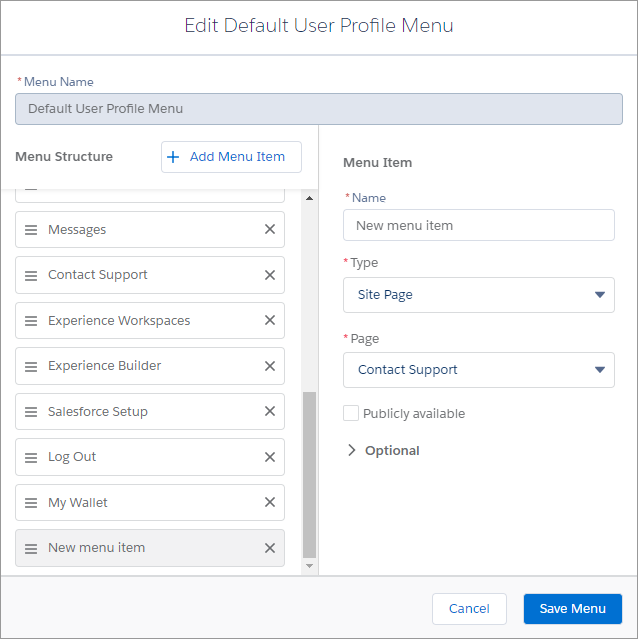 Edit Default User Profile Menu
*Menu Name
Default User Profile Menu
Menu Structure
+ Add Menu Item
Messages
Contact Support
Experience Workspaces
Experience Builder
Salesforce Setup
Log Out
My Wallet
New menu item
Menu Item
*Name
New menu item
*Type
Site Page
*Page
Contact Support
Publicly available
Optional
Cancel
Save Menu